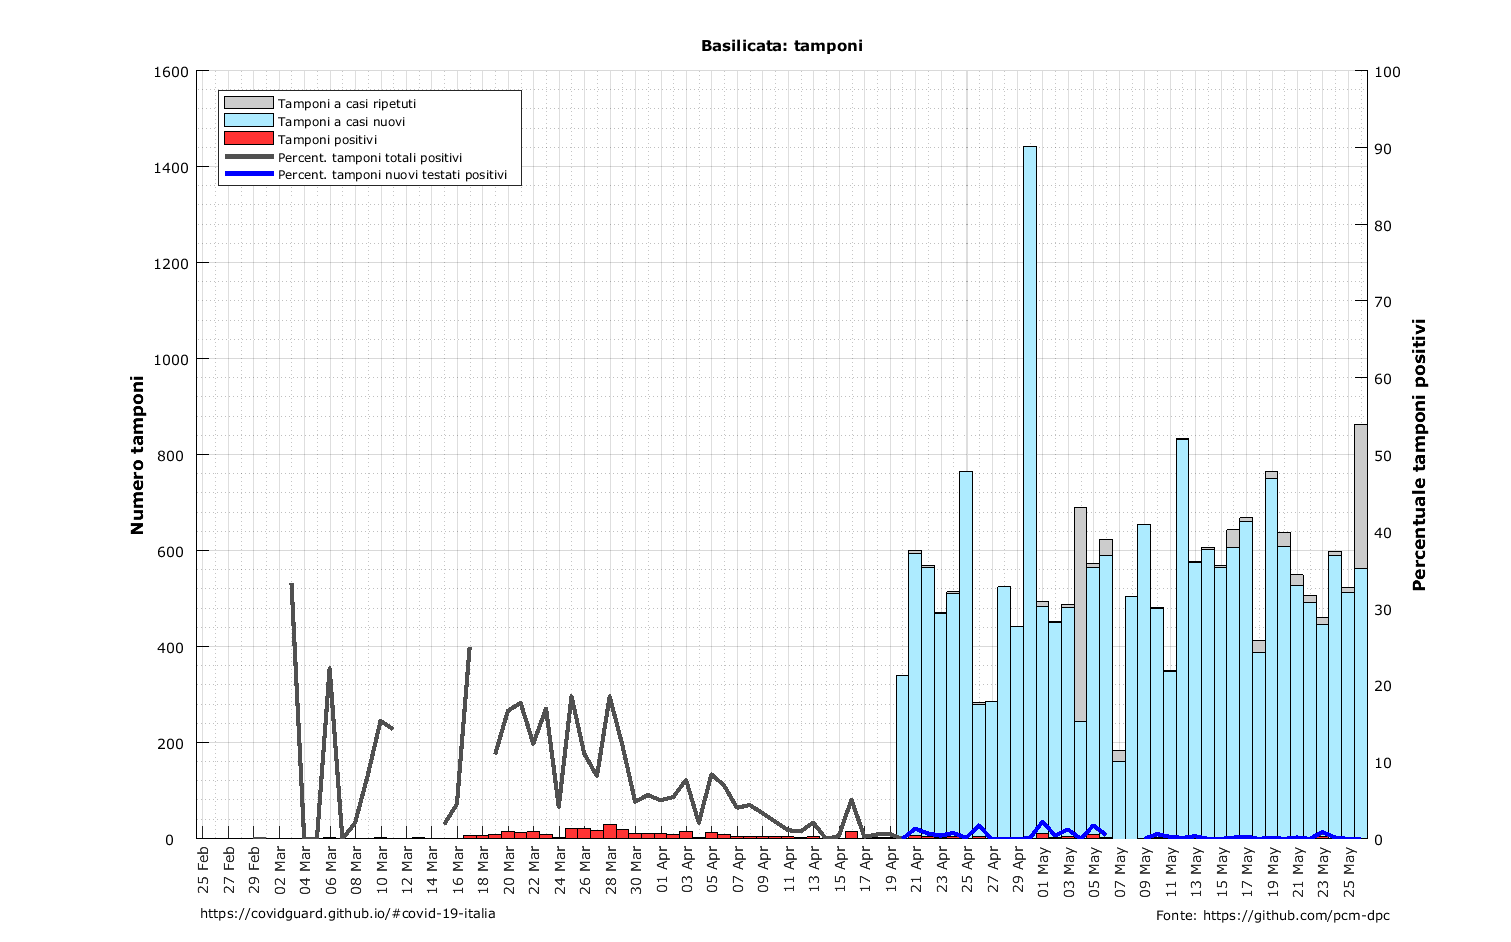 Basilicata: tamponi
Tamponi a casi ripetuti
Tamponi a casi nuovi
Tamponi positivi
Percent. tamponi totali positivi
Percent. tamponi nuovi testati positivi
Numero tamponi
1600
1400
1200
1000
800
600
400
200
0
Percentuale tamponi positivi
100
90
80
70
60
50
40
30
20
10
0
25 Feb
27 Feb
29 Feb
02 Mar
04 Mar
06 Mar
08 Mar
10 Mar
12 Mar
14 Mar
16 Mar
18 Mar
20 Mar
22 Mar
24 Mar
26 Mar
28 Mar
30 Mar
01 Apr
03 Apr
05 Apr
07 Apr
09 Apr
11 Apr
13 Apr
15 Apr
17 Apr
19 Apr
21 Apr
23 Apr
25 Apr
27 Apr
29 Apr
01 May
03 May
05 May
07 May
09 May
11 May
13 May
15 May
17 May
19 May
21 May
23 May
25 May
https://covidguard.github.io/#covid-19-italia
Fonte: https://github.com/pcm-dpc